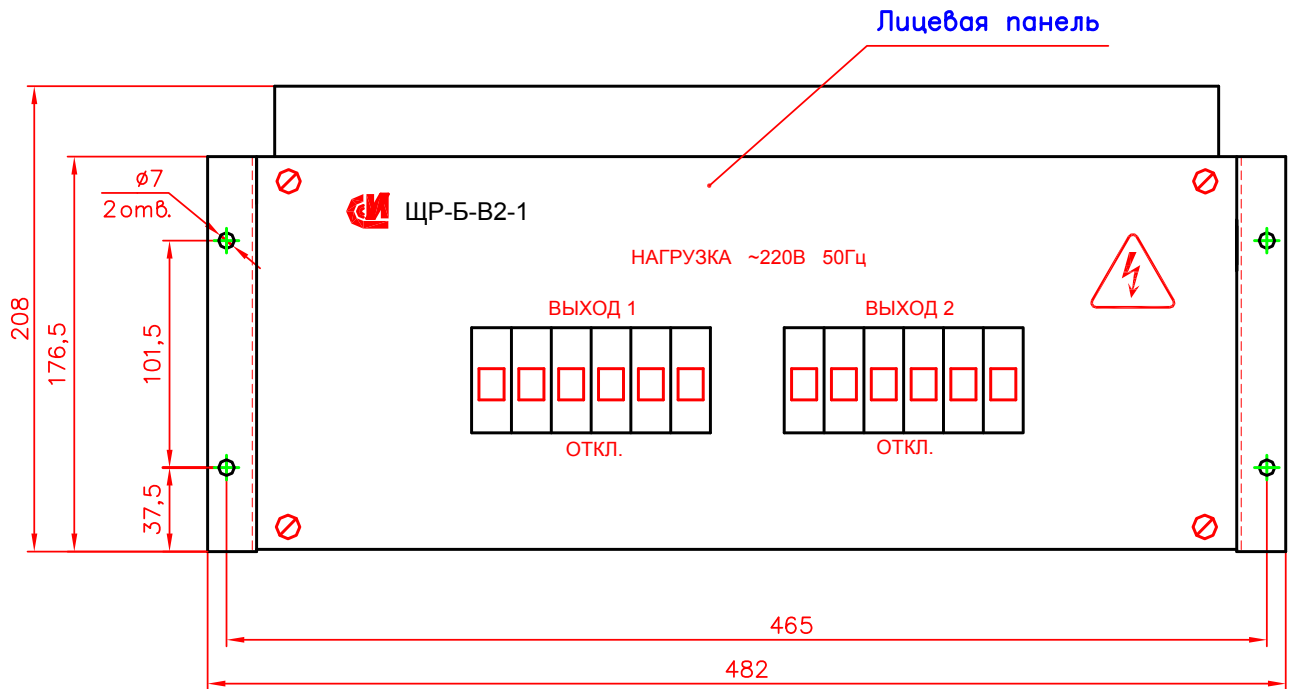 Лицевая панель
ø7
2отв.
СИ ЩР-Б-В2-1
НАГРУЗКА ~220В 50Гц
ВЫХОД 1
ВЫХОД 2
208
176,5
101,5
37,5
ОТКЛ.
ОТКЛ.
465
482